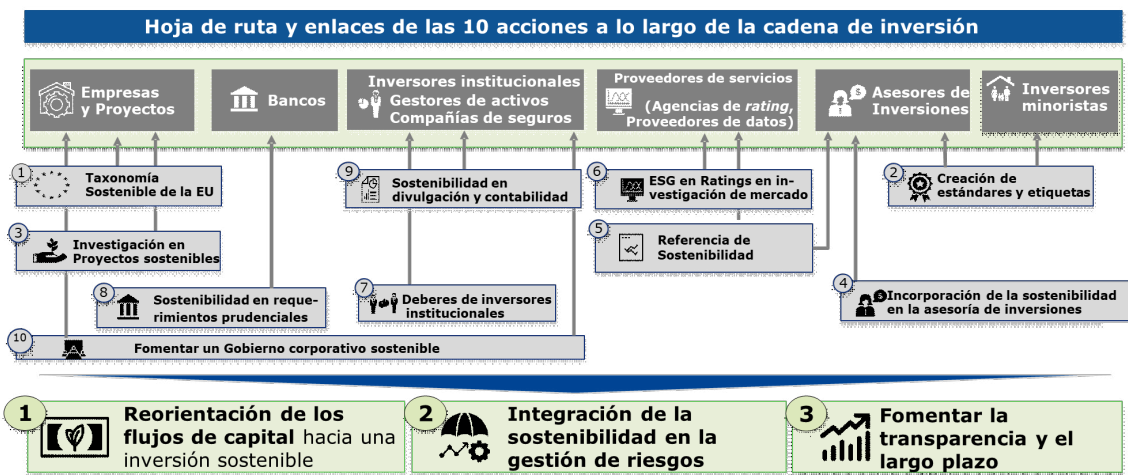 Hoja de ruta y enlaces de las 10 acciones a lo largo de la cadena de inversión
Empresas
y Proyectos
Bancos
Inversores institucionales
Gestores de activos
Compañías de seguros
Proveedores de servicios
(Agencias de rating,
Proveedores de datos)
Asesores de
Inversiones
Inversores
minoristas
1
Taxonomía
Sostenible de la EU
9
Sostenibilidad en
divulgación y contabilidad
6
ESG en Ratings en in-
vestigación de mercado
2
Creación de
estándares y etiquetas
3
Investigación en
Proyectos sostenibles
5
Referencia de
Sostenibilidad
8
Sostenibilidad en reque-
rimientos prudenciales
7
Deberes de inversores
institucionales
4
Incorporación de la sostenibilidad
en la asesoría de inversiones
10
Fomentar un Gobierno corporativo sostenible
1
Reorientación de los
flujos de capital hacia una
inversión sostenible
2
Integración de la
sostenibilidad en la
gestión de riesgos
3
Fomentar la
transparencia y el
largo plazo